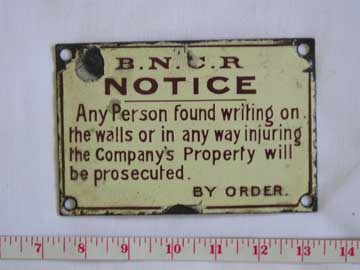 B.N.C.R
NOTICE
Any Person found writing on
the walls or in any way injuring
the Company's Property will
be prosecuted.
BY ORDER.
7 8 9 10 11 12 13 14